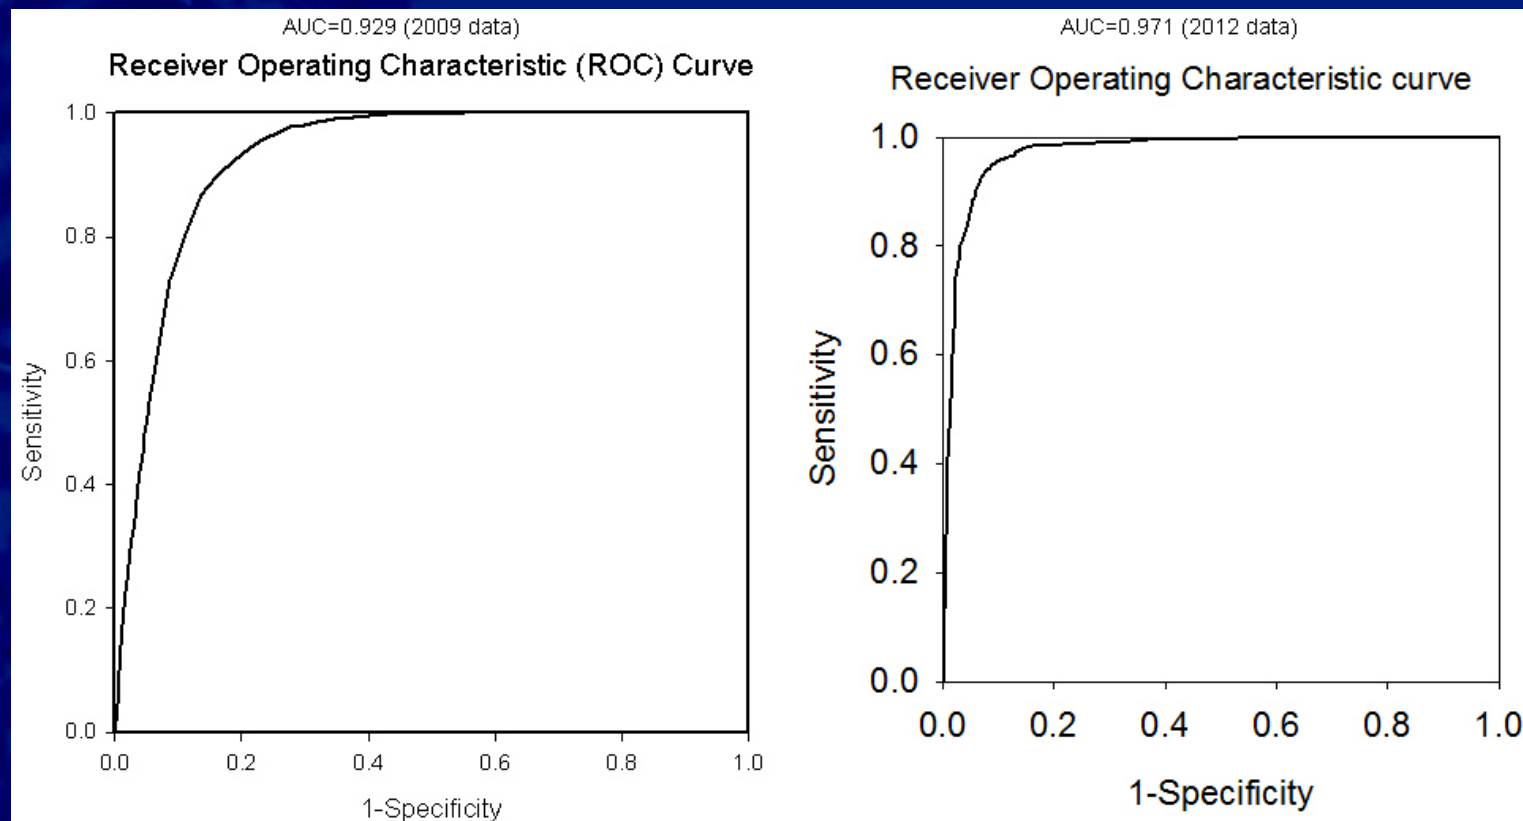 AUC=0.929 (2009 data)
Receiver Operating Characteristic (ROC) Curve
1.0
0.8
0.6
0.4
0.2
0.0
Sensitivity
0.0 0.2 0.4 0.6 0.8 1.0
1-Specificity
AUC=0.971 (2012 data)
Receiver Operating Characteristic curve
1.0
0.8
0.6
0.4
0.2
0.0
Sensitivity
0.0 0.2 0.4 0.6 0.8 1.0
1-Specificity